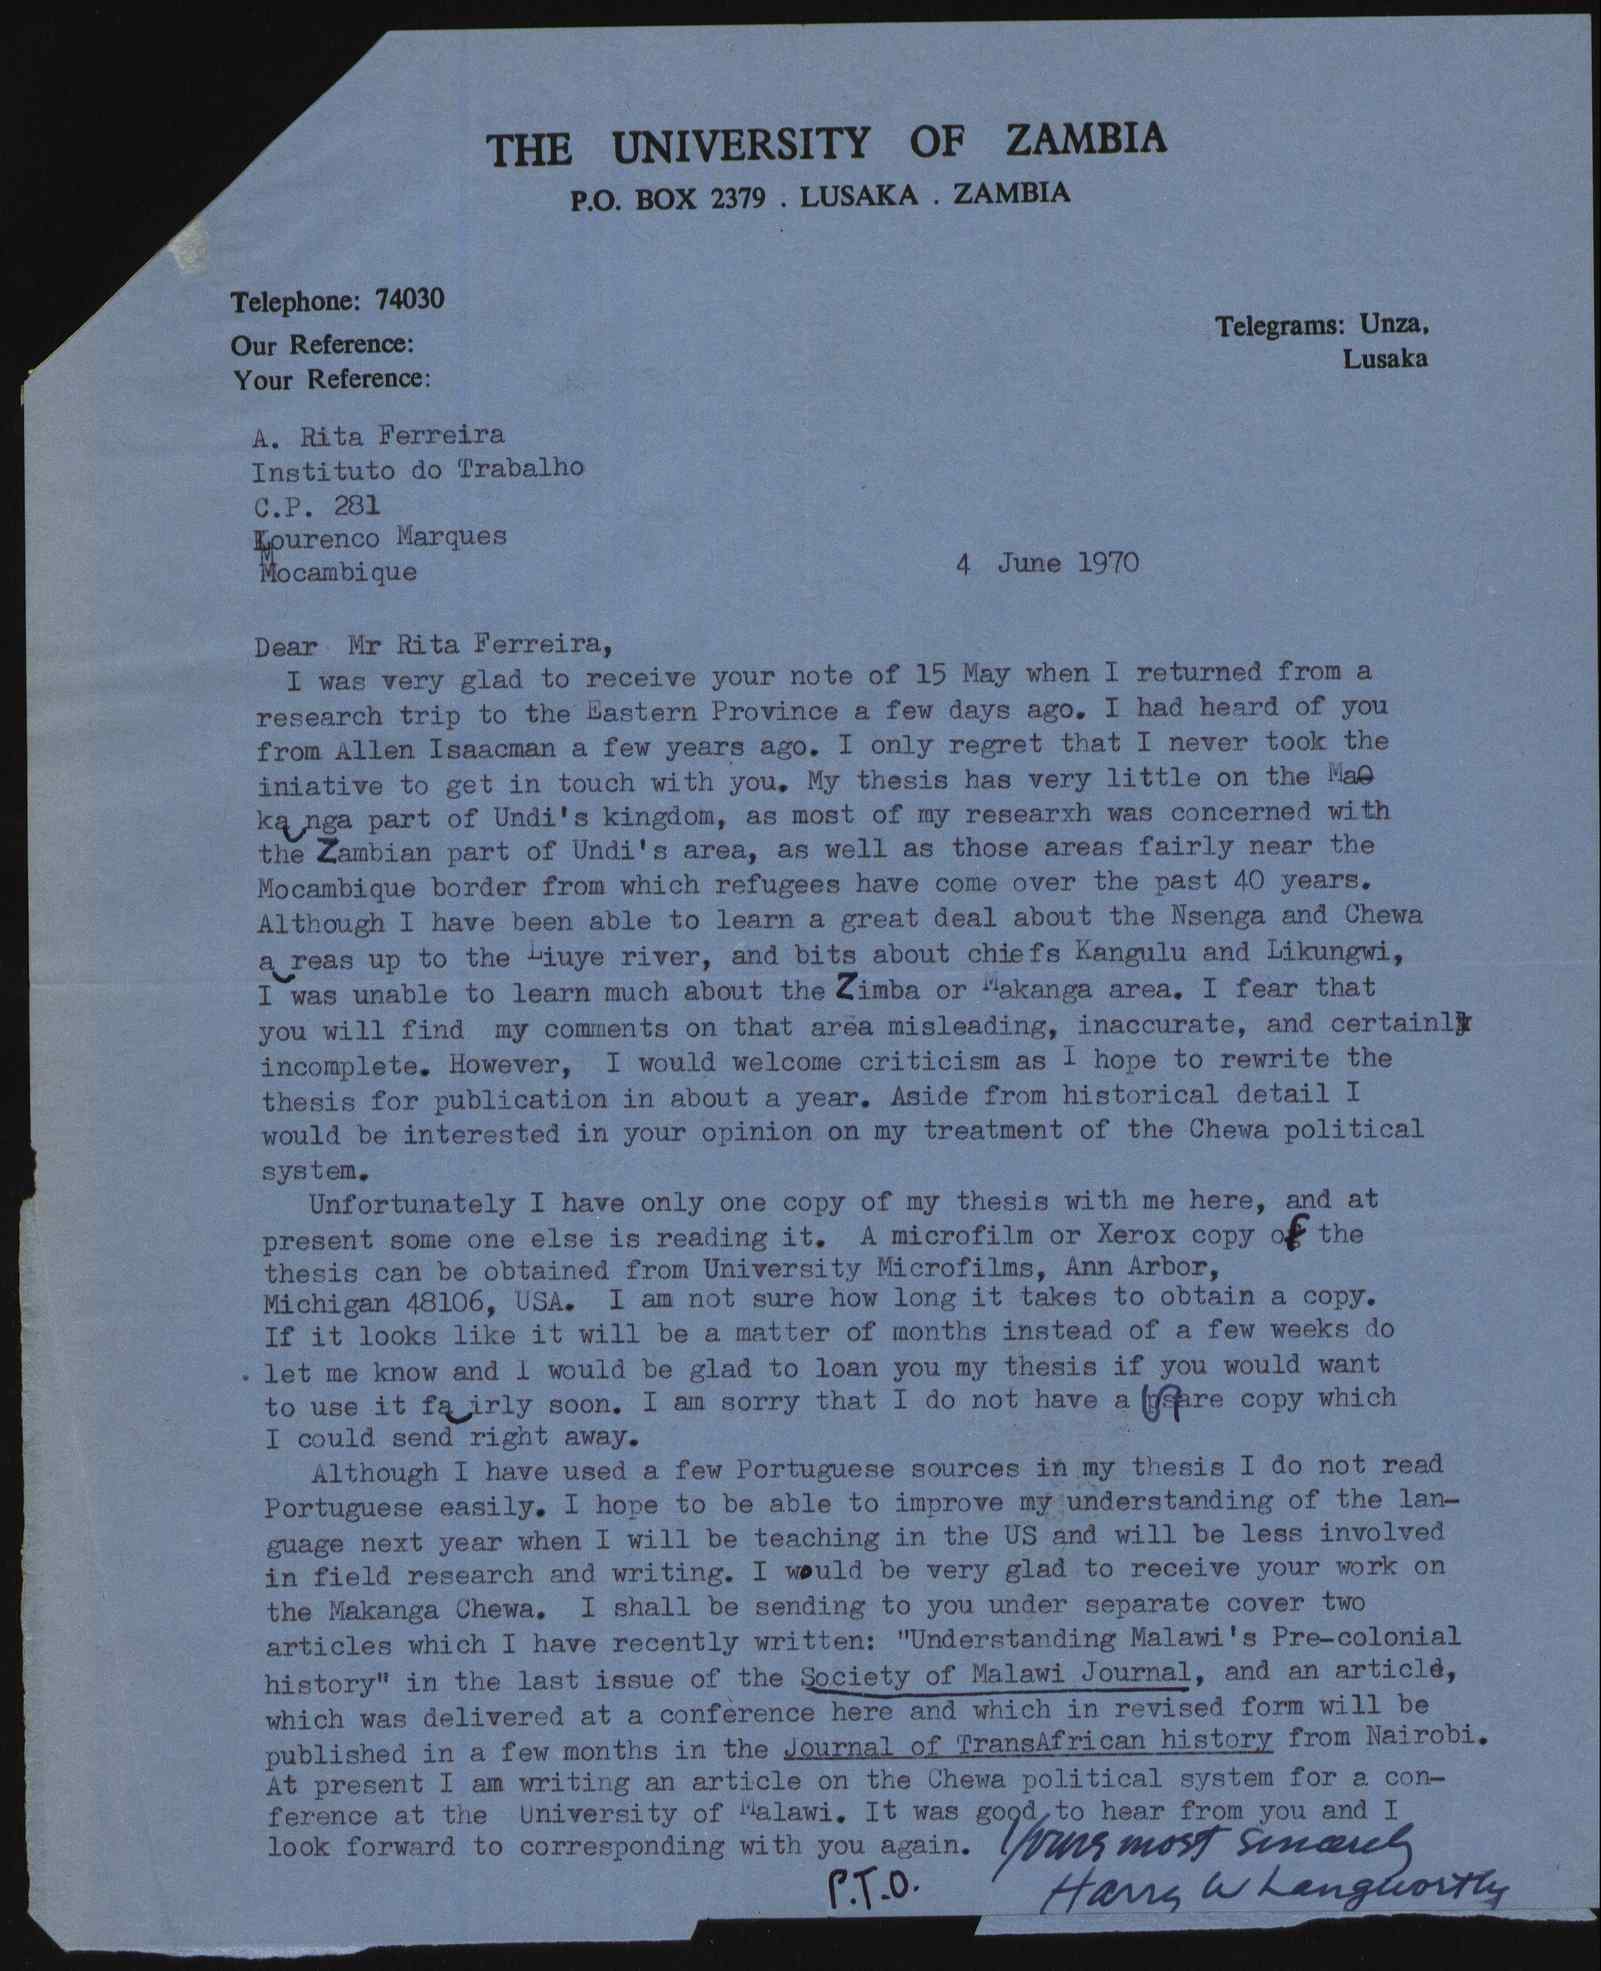 THE UNIVERSITY OF ZAMBIA
P.O. BOX 2379 . LUSAKA . ZAMBIA
Telephone: 74030
Our Reference:
Your Reference:
Telegrams: Unza,
Lusaka
A. Rita Ferreira
Instituto do Trabalho
C.P. 281
Lourenco Marques
Mocambique
4 June 1970
Dear Mr Rita Ferreira,
I was very glad to receive your note of 15 May when I returned from a
research trip to the Eastern Province a few days ago. I had heard of you
from Allen Isaacman a few years ago. I only regret that I never took the
iniative to get in touch with you. My thesis has very little on the Ma
ka nga part of Undi's kingdom, as most of my researxh was concerned with
the Zambian part of Undi's area, as well as those areas fairly near the
Mocambique border from which refugees have come over the past 40 years.
Although I have been able to learn a great deal about the Nsenga and Chewa
a reas up to the Liuye river, and bits about chiefs Kangulu and Likungwi,
I was unable to learn much about the Zimba or Makanga area. I fear that
you will find my comments on that area misleading, inaccurate, and certainly
incomplete. However, I would welcome criticism as I hope to rewrite the
thesis for publication in about a year. Aside from historical detail I
would be interested in your opinion on my treatment of the Chewa political
system.
Unfortunately I have only one copy of my thesis with me here, and at
present some one else is reading it. A microfilm or Xerox copy of the
thesis can be obtained from University Microfilms, Ann Arbor,
Michigan 48106, USA. I am not sure how long it takes to obtain a copy.
If it looks like it will be a matter of months instead of a few weeks do
let me know and I would be glad to loan you my thesis if you would want
to use it fa irly soon. I am sorry that I do not have a psare copy which
I could send right away.
Although I have used a few Portuguese sources in my thesis I do not read
Portuguese easily. I hope to be able to improve my understanding of the lan-
guage next year when I will be teaching in the US and will be less involved
in field research and writing. I would be very glad to receive your work on
the Makanga Chewa. I shall be sending to you under separate cover two
articles which I have recently written: "Understanding Malawi's Pre-colonial
history" in the last issue of the Society of Malawi Journal, and an article,
which was delivered at a conference here and which in revised form will be
published in a few months in the Journal of TransAfrican history from Nairobi.
At present I am writing an article on the Chewa political system for a con-
ference at the University of Malawi. It was good to hear from you and I
look forward to corresponding with you again. Yours most sincerely
P.T.O. Harry W Langworthy